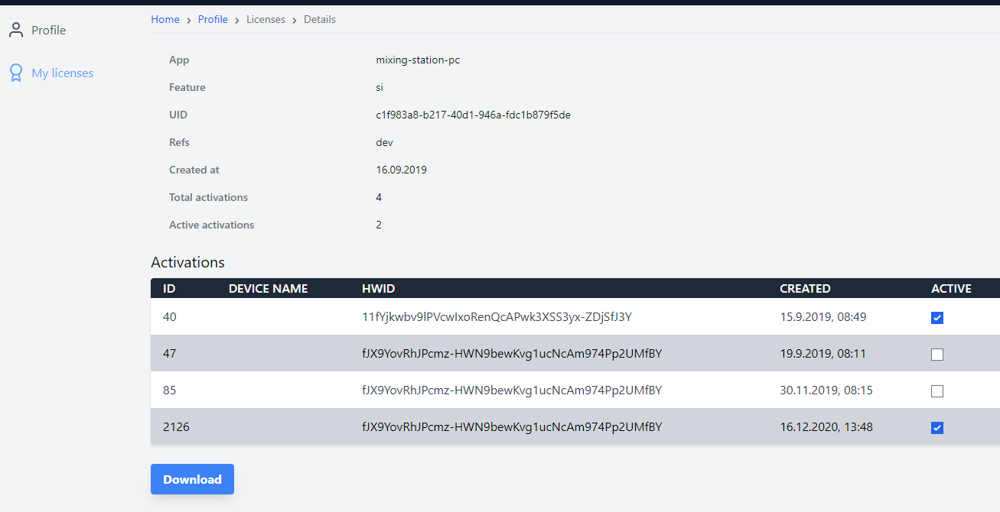 Home > Profile > Licenses > Details
Profile
My licenses
App mixing-station-pc
Feature si
UID c1f983a8-b217-40d1-946a-fdc1b879f5de
Refs dev
Created at 16.09.2019
Total activations 4
Active activations 2
Activations
ID DEVICE NAME HWID CREATED ACTIVE
40 11fYjkwbv9lPVcwIxoRenQcAPwk3XSS3yx-ZDjSfJ3Y 15.9.2019, 08:49
47 fJX9YovRhJPcmz-HWN9bewKvg1ucNcAm974Pp2UMfBY 19.9.2019, 08:11
85 fJX9YovRhJPcmz-HWN9bewKvg1ucNcAm974Pp2UMfBY 30.11.2019, 08:15
2126 fJX9YovRhJPcmz-HWN9bewKvg1ucNcAm974Pp2UMfBY 16.12.2020, 13:48
Download